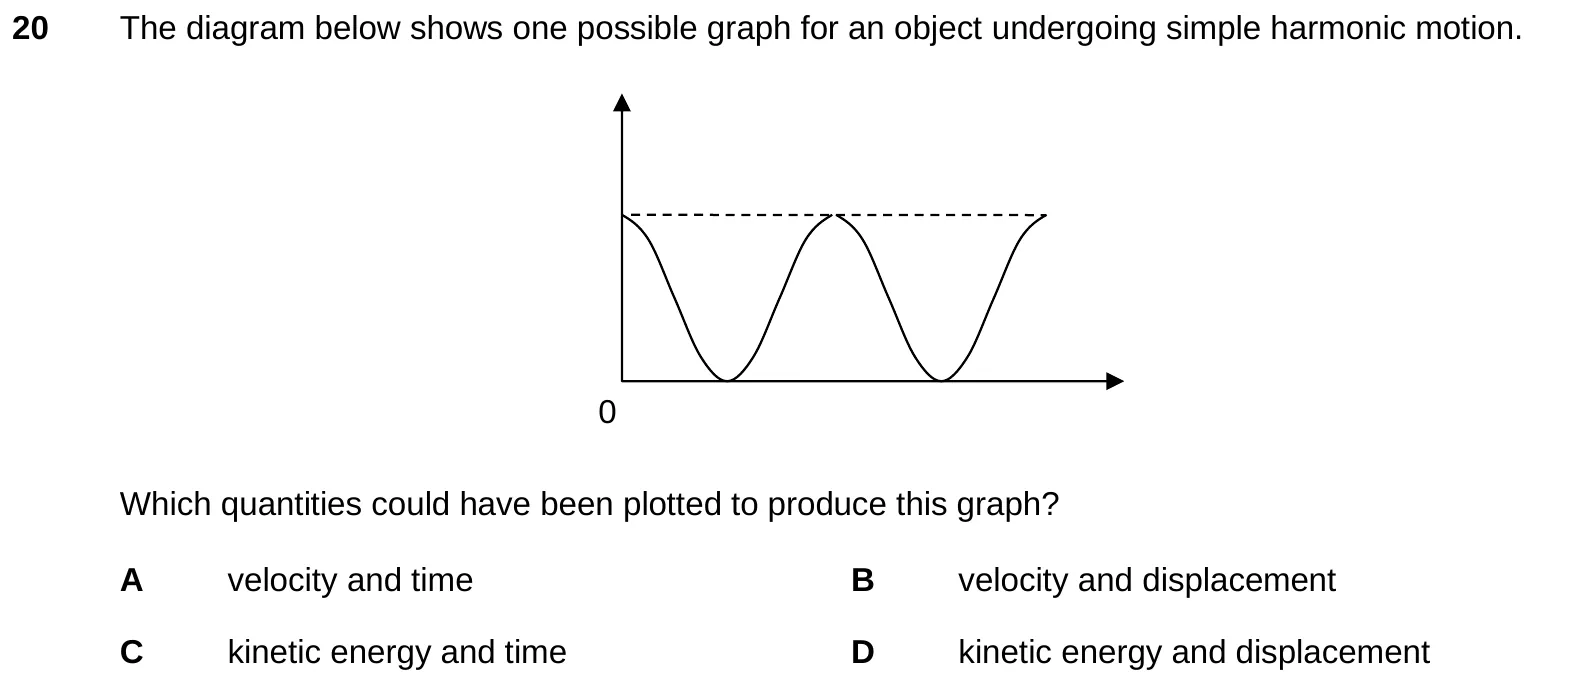 20 The diagram below shows one possible graph for an object undergoing simple harmonic motion.
0
Which quantities could have been plotted to produce this graph?
A velocity and time B velocity and displacement
C kinetic energy and time D kinetic energy and displacement